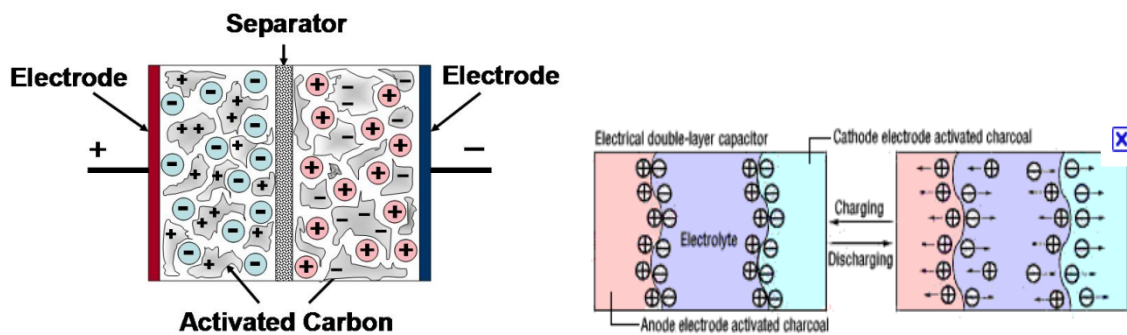 Separator
Electrode
Electrode
+
−
Activated Carbon
Electrical double-layer capacitor
Cathode electrode activated charcoal
Charging
Electrolyte
Discharging
Anode electrode activated charcoal